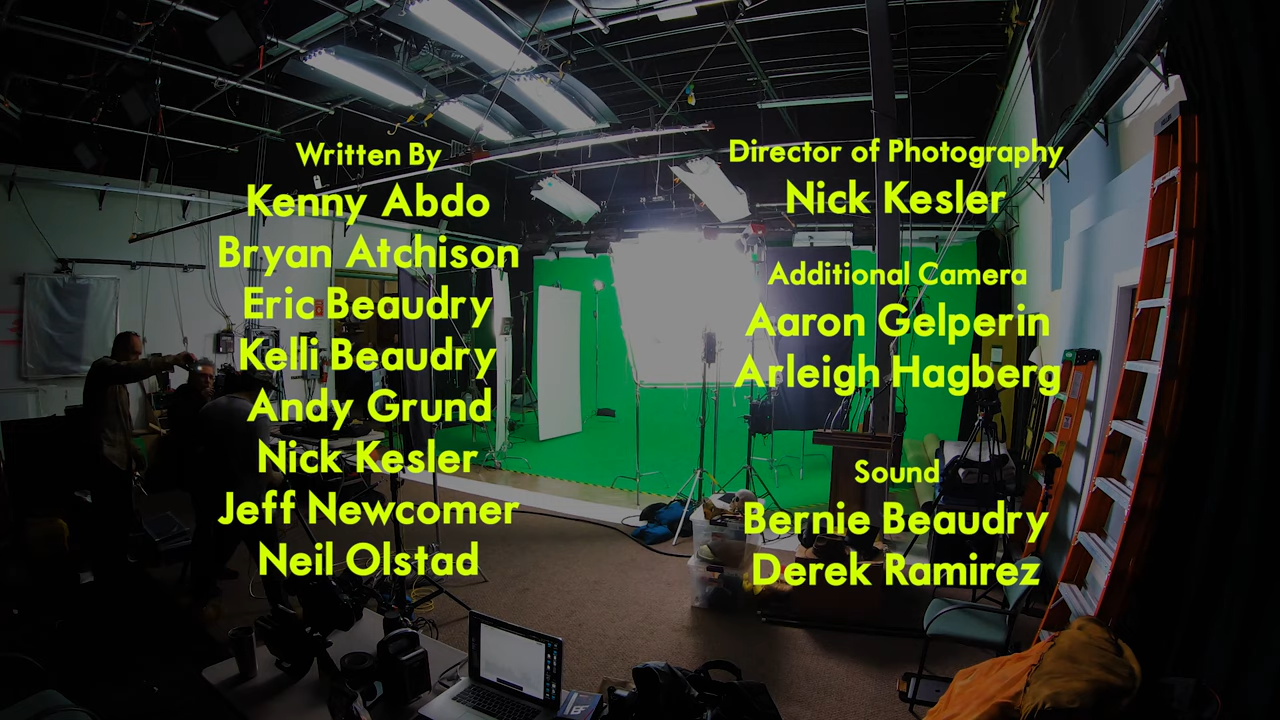 Written By
Kenny Abdo
Bryan Atchison
Eric Beaudry
Kelli Beaudry
Andy Grund
Nick Kesler
Jeff Newcomer
Neil Olstad
Director of Photography
Nick Kesler
Additional Camera
Aaron Gelperin
Arleigh Hagberg
Sound
Bernie Beaudry
Derek Ramirez